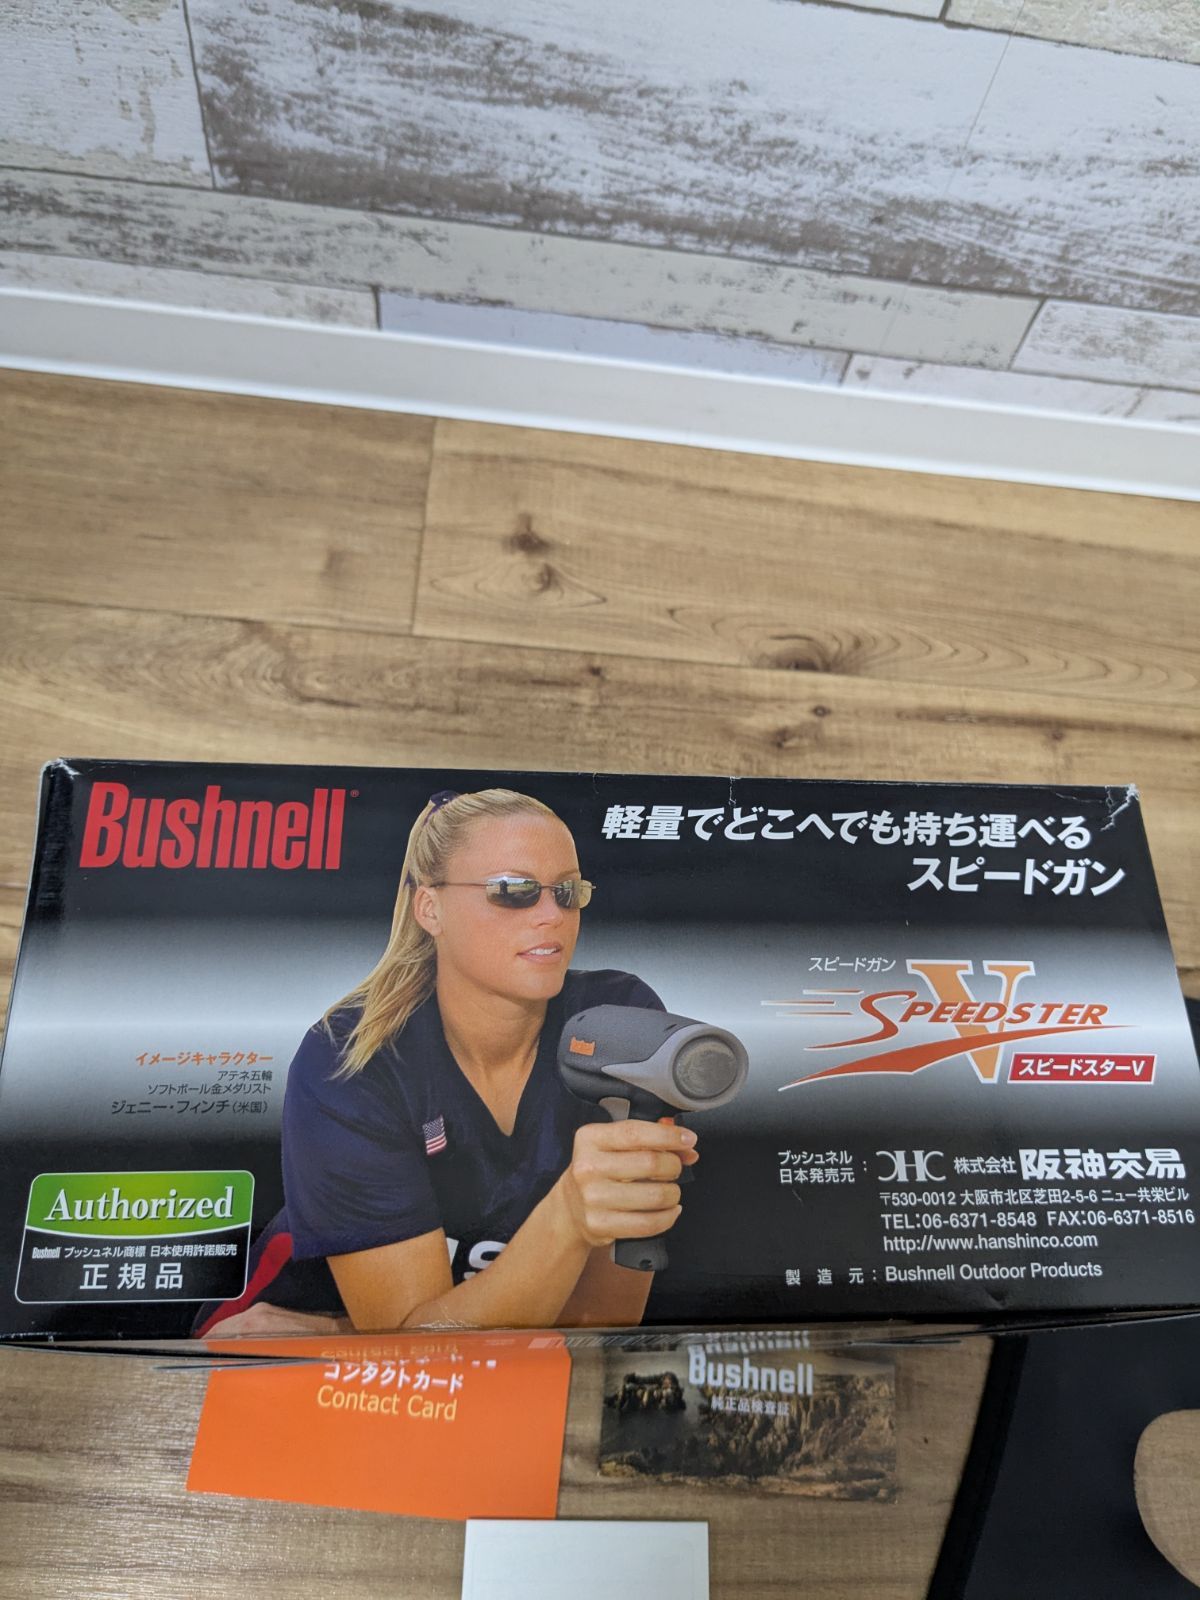 Bushnell®
軽量でどこへでも持ち運べる
スピードガン
スピードガン
V
SPEEDSTER
スピードスターV
イメージキャラクター
アテネ五輪
ソフトボール金メダリスト
ジェニー・フィンチ(米国)
Authorized
Bushnell ブッシュネル商標 日本使用許諾販売
正規品
ブッシュネル
日本発売元 : HC 株式会社 阪神交易
〒530-0012 大阪市北区芝田2-5-6 ニュー共栄ビル
TEL:06-6371-8548 FAX:06-6371-8516
http://www.hanshinco.com
製造元 : Bushnell Outdoor Products
コンタクトカード
Contact Card
Bushnell
純正品検査証